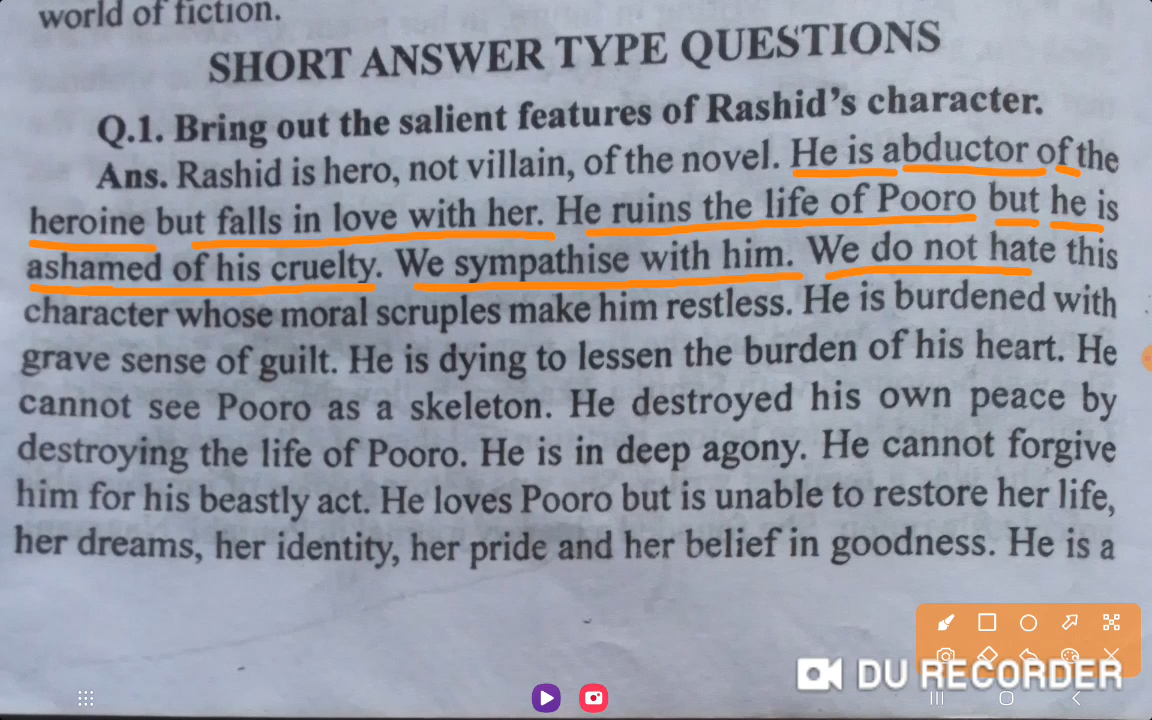 world of fiction.
SHORT ANSWER TYPE QUESTIONS
Q.1. Bring out the salient features of Rashid's character.
Ans. Rashid is hero, not villain, of the novel. He is abductor of the
heroine but falls in love with her. He ruins the life of Pooro but he is
ashamed of his cruelty. We sympathise with him. We do not hate this
character whose moral scruples make him restless. He is burdened with
grave sense of guilt. He is dying to lessen the burden of his heart. He
cannot see Pooro as a skeleton. He destroyed his own peace by
destroying the life of Pooro. He is in deep agony. He cannot forgive
him for his beastly act. He loves Pooro but is unable to restore her life,
her dreams, her identity, her pride and her belief in goodness. He is a
DU RECORDER